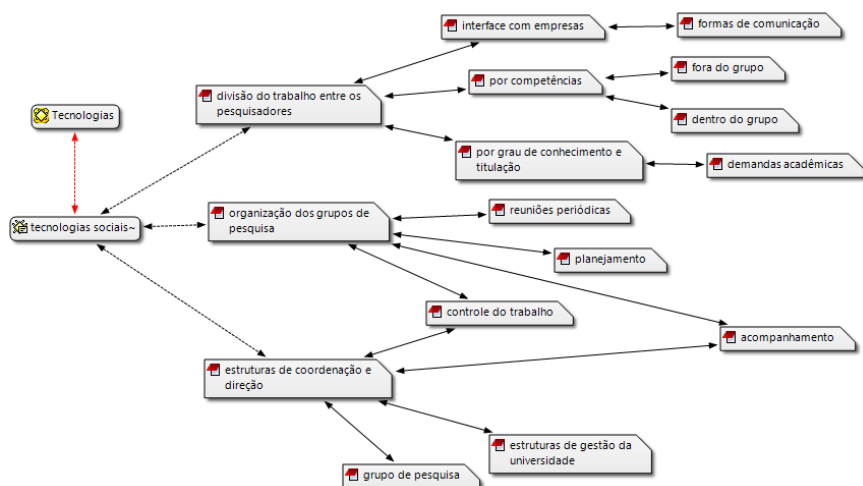 interface com empresas
formas de comunicação
por competências
fora do grupo
divisão do trabalho entre os
pesquisadores
Tecnologias
dentro do grupo
por grau de conhecimento e
titulação
demandas acadêmicas
tecnologias sociais~
organização dos grupos de
pesquisa
reuniões periódicas
planejamento
controle do trabalho
acompanhamento
estruturas de coordenação e
direção
estruturas de gestão da
universidade
grupo de pesquisa